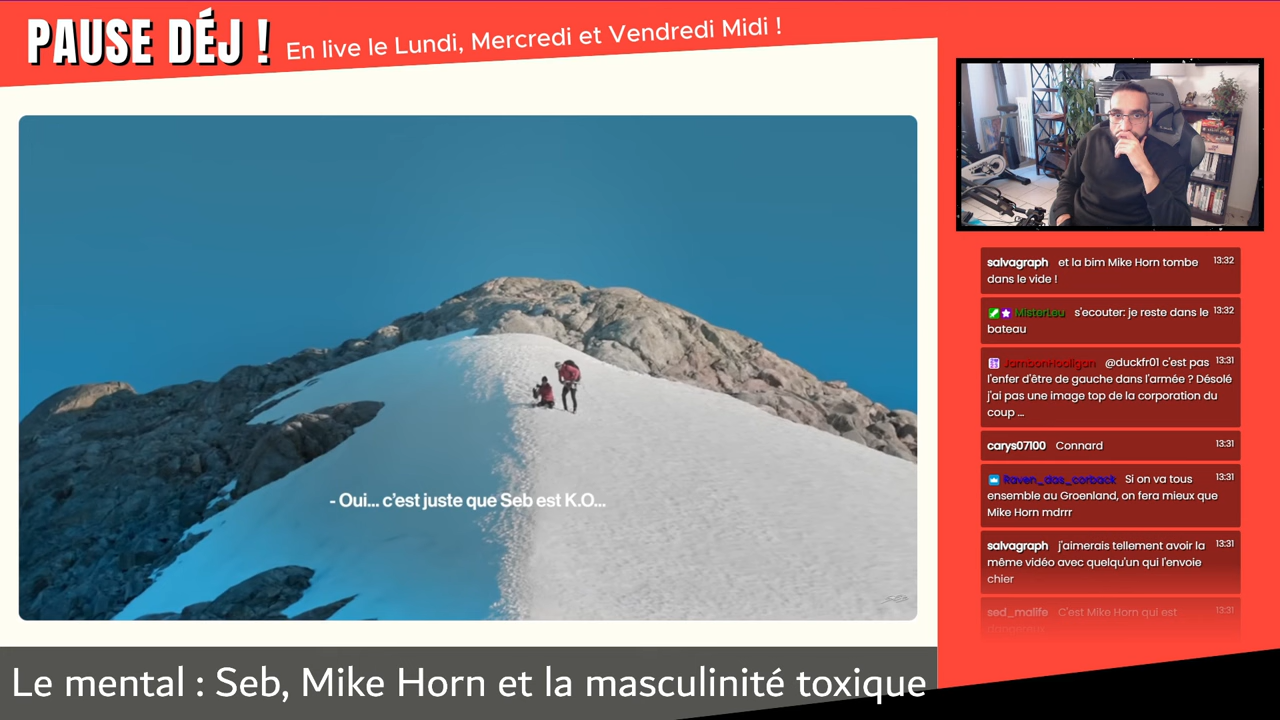 PAUSE DÉJ !
En live le Lundi, Mercredi et Vendredi Midi !
- Oui... c'est juste que Seb est K.O...
salvagraph et la bim Mike Horn tombe 13:32
dans le vide !
MisterLeu s'ecouter: je reste dans le 13:32
bateau
JambonHooligan @duckfr01 c'est pas 13:31
l'enfer d'être de gauche dans l'armée ? Désolé
j'ai pas une image top de la corporation du
coup ...
carys07100 Connard 13:31
Raven_das_corback Si on va tous 13:31
ensemble au Groenland, on fera mieux que
Mike Horn mdrrr
salvagraph j'aimerais tellement avoir la 13:31
même vidéo avec quelqu'un qui l'envoie
chier
sed_malife C'est Mike Horn qui est 13:31
dangereux
Le mental : Seb, Mike Horn et la masculinité toxique